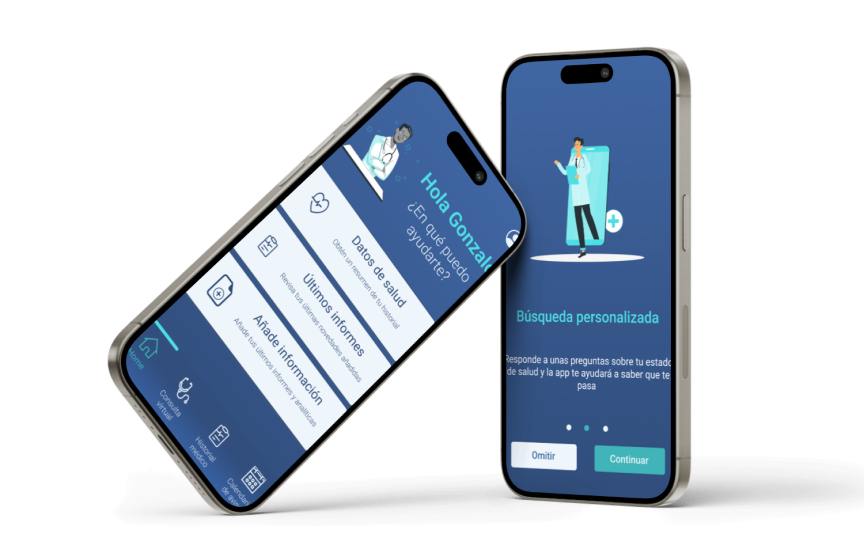 Hola Gonzalo
¿En qué puedo
ayudarte?
Datos de salud
Obtén un resumen de tu historial
Últimos informes
Revisa tus últimas novedades añadidas
Añade información
Añade tus últimos informes y analíticas
Home
Consulta
virtual
Historial
médico
Calendario
Búsqueda personalizada
Responde a unas preguntas sobre tu estado
de salud y la app te ayudará a saber que te
pasa
Omitir
Continuar